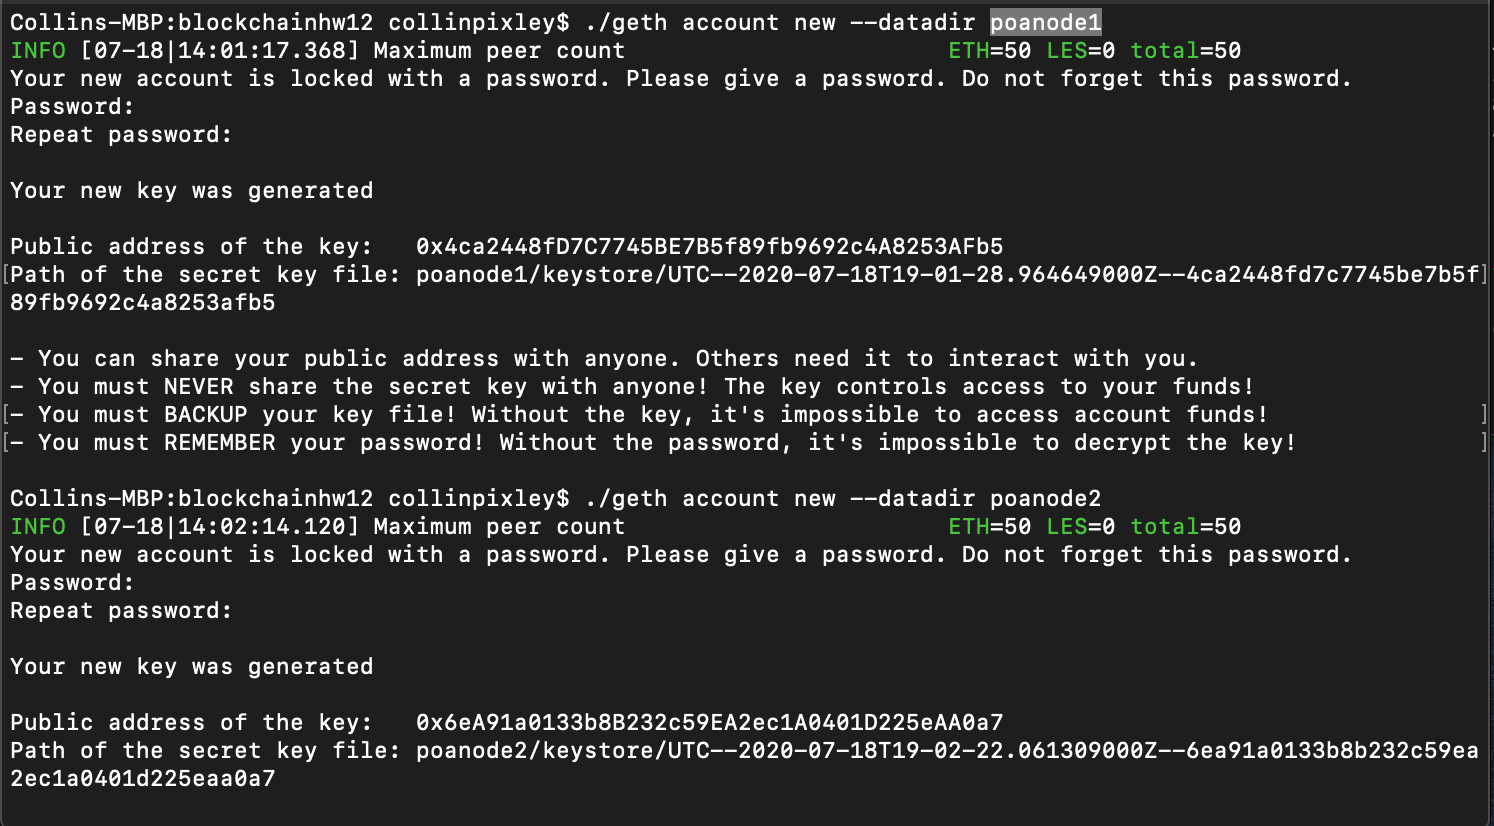 Collins-MBP:blockchainhw12 collinpixley$ ./geth account new --datadir poanode1
INFO [07-18|14:01:17.368] Maximum peer count                       ETH=50 LES=0 total=50
Your new account is locked with a password. Please give a password. Do not forget this password.
Password:
Repeat password:

Your new key was generated

Public address of the key:   0x4ca2448fD7C7745BE7B5f89fb9692c4A8253AFb5
[Path of the secret key file: poanode1/keystore/UTC--2020-07-18T19-01-28.964649000Z--4ca2448fd7c7745be7b5f]
89fb9692c4a8253afb5

- You can share your public address with anyone. Others need it to interact with you.
- You must NEVER share the secret key with anyone! The key controls access to your funds!
[- You must BACKUP your key file! Without the key, it's impossible to access account funds! ]
[- You must REMEMBER your password! Without the password, it's impossible to decrypt the key! ]

Collins-MBP:blockchainhw12 collinpixley$ ./geth account new --datadir poanode2
INFO [07-18|14:02:14.120] Maximum peer count                       ETH=50 LES=0 total=50
Your new account is locked with a password. Please give a password. Do not forget this password.
Password:
Repeat password:

Your new key was generated

Public address of the key:   0x6eA91a0133b8B232c59EA2ec1A0401D225eAA0a7
Path of the secret key file: poanode2/keystore/UTC--2020-07-18T19-02-22.061309000Z--6ea91a0133b8b232c59ea
2ec1a0401d225eaa0a7